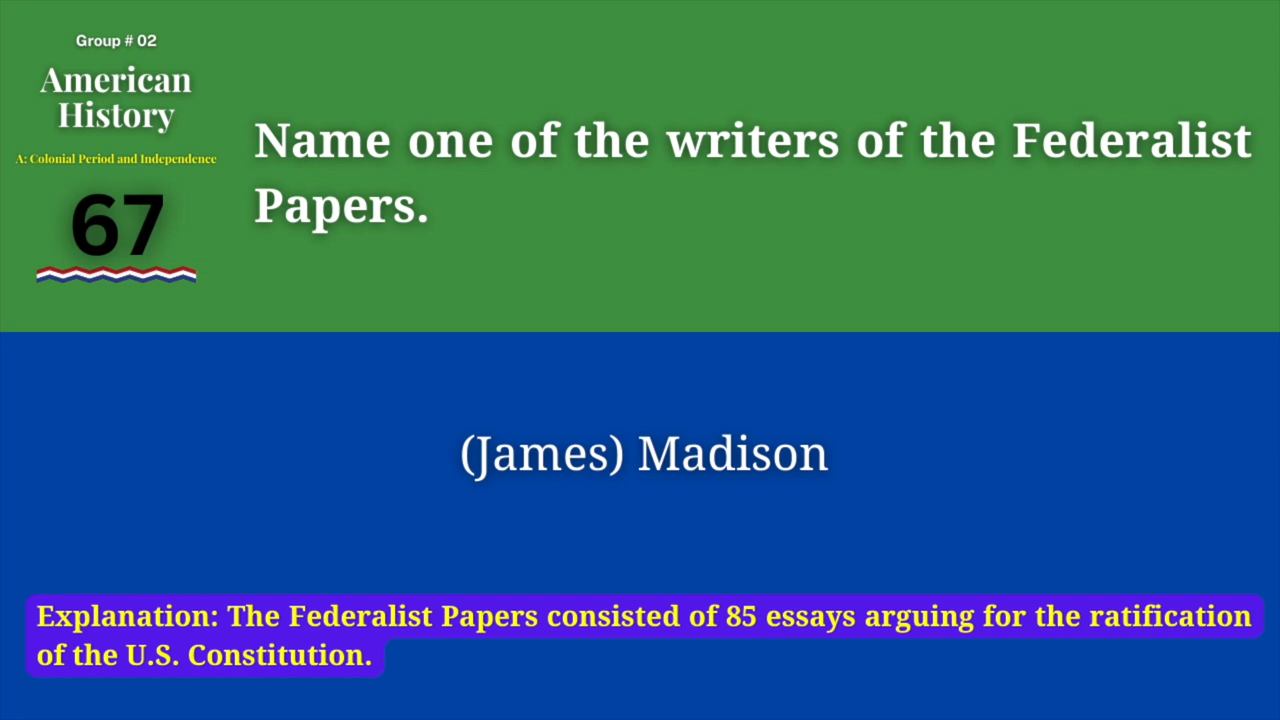 Group # 02
American
History
A: Colonial Period and Independence
67
Name one of the writers of the Federalist
Papers.
(James) Madison
Explanation: The Federalist Papers consisted of 85 essays arguing for the ratification
of the U.S. Constitution.